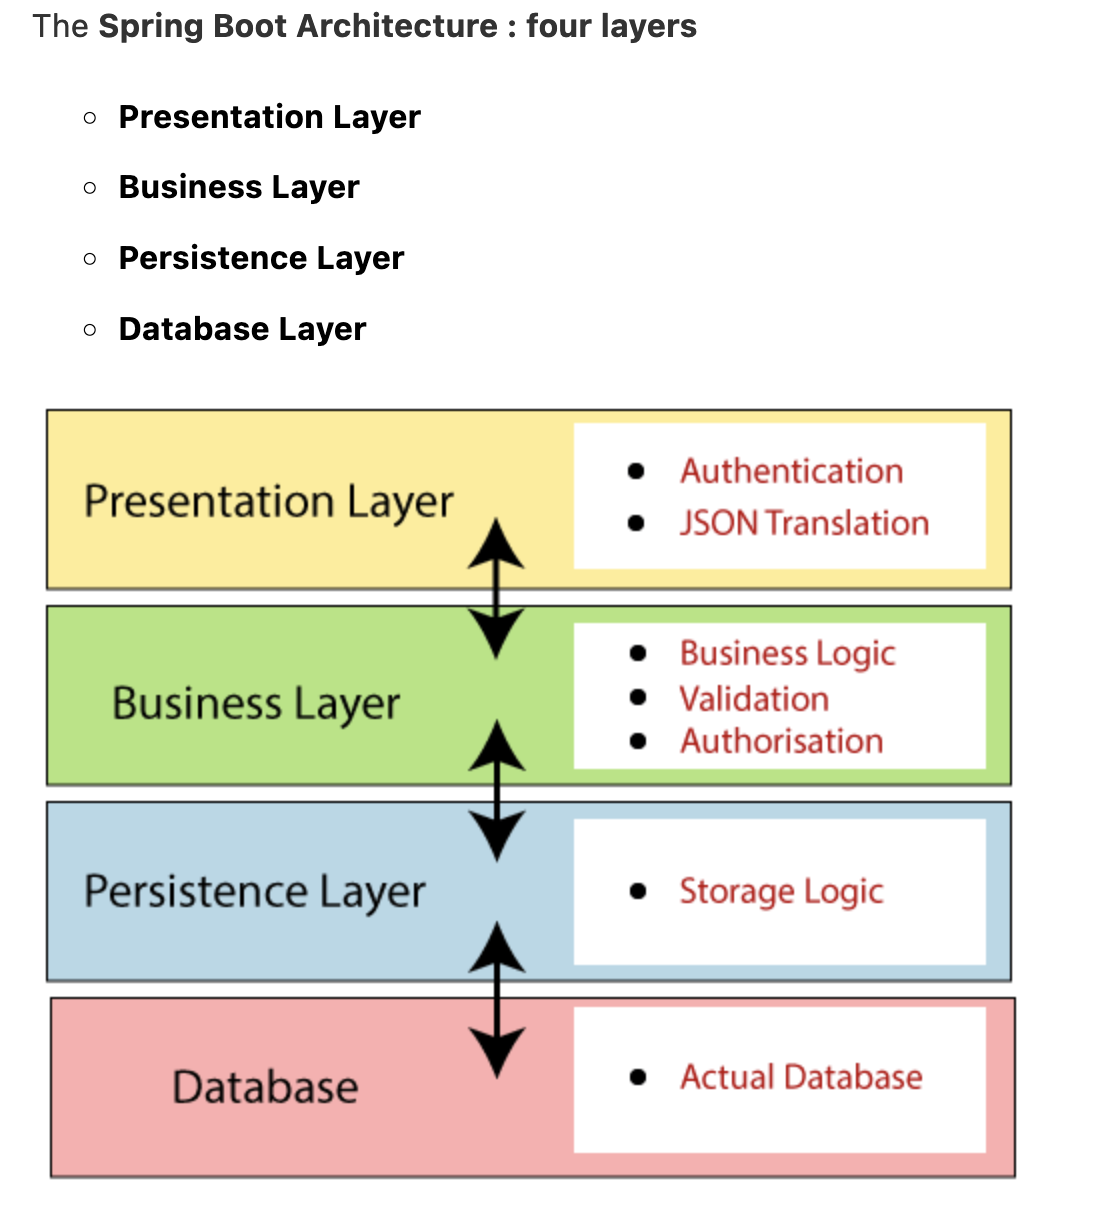 The Spring Boot Architecture : four layers
Presentation Layer
Business Layer
Persistence Layer
Database Layer
Presentation Layer
Authentication
JSON Translation
Business Layer
Business Logic
Validation
Authorisation
Persistence Layer
Storage Logic
Database
Actual Database